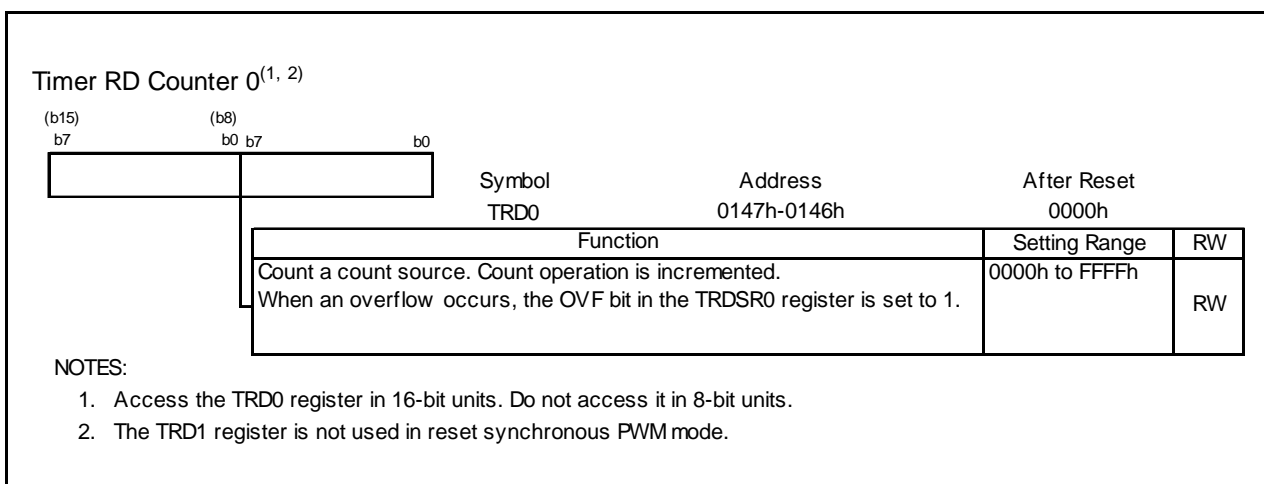 Timer RD Counter 0(1, 2)
(b15) (b8)
b7 b0 b7 b0
Symbol Address After Reset
TRD0 0147h-0146h 0000h
Function Setting Range RW
Count a count source. Count operation is incremented. 0000h to FFFFh
When an overflow occurs, the OVF bit in the TRDSR0 register is set to 1. RW
NOTES:
1. Access the TRD0 register in 16-bit units. Do not access it in 8-bit units.
2. The TRD1 register is not used in reset synchronous PWM mode.